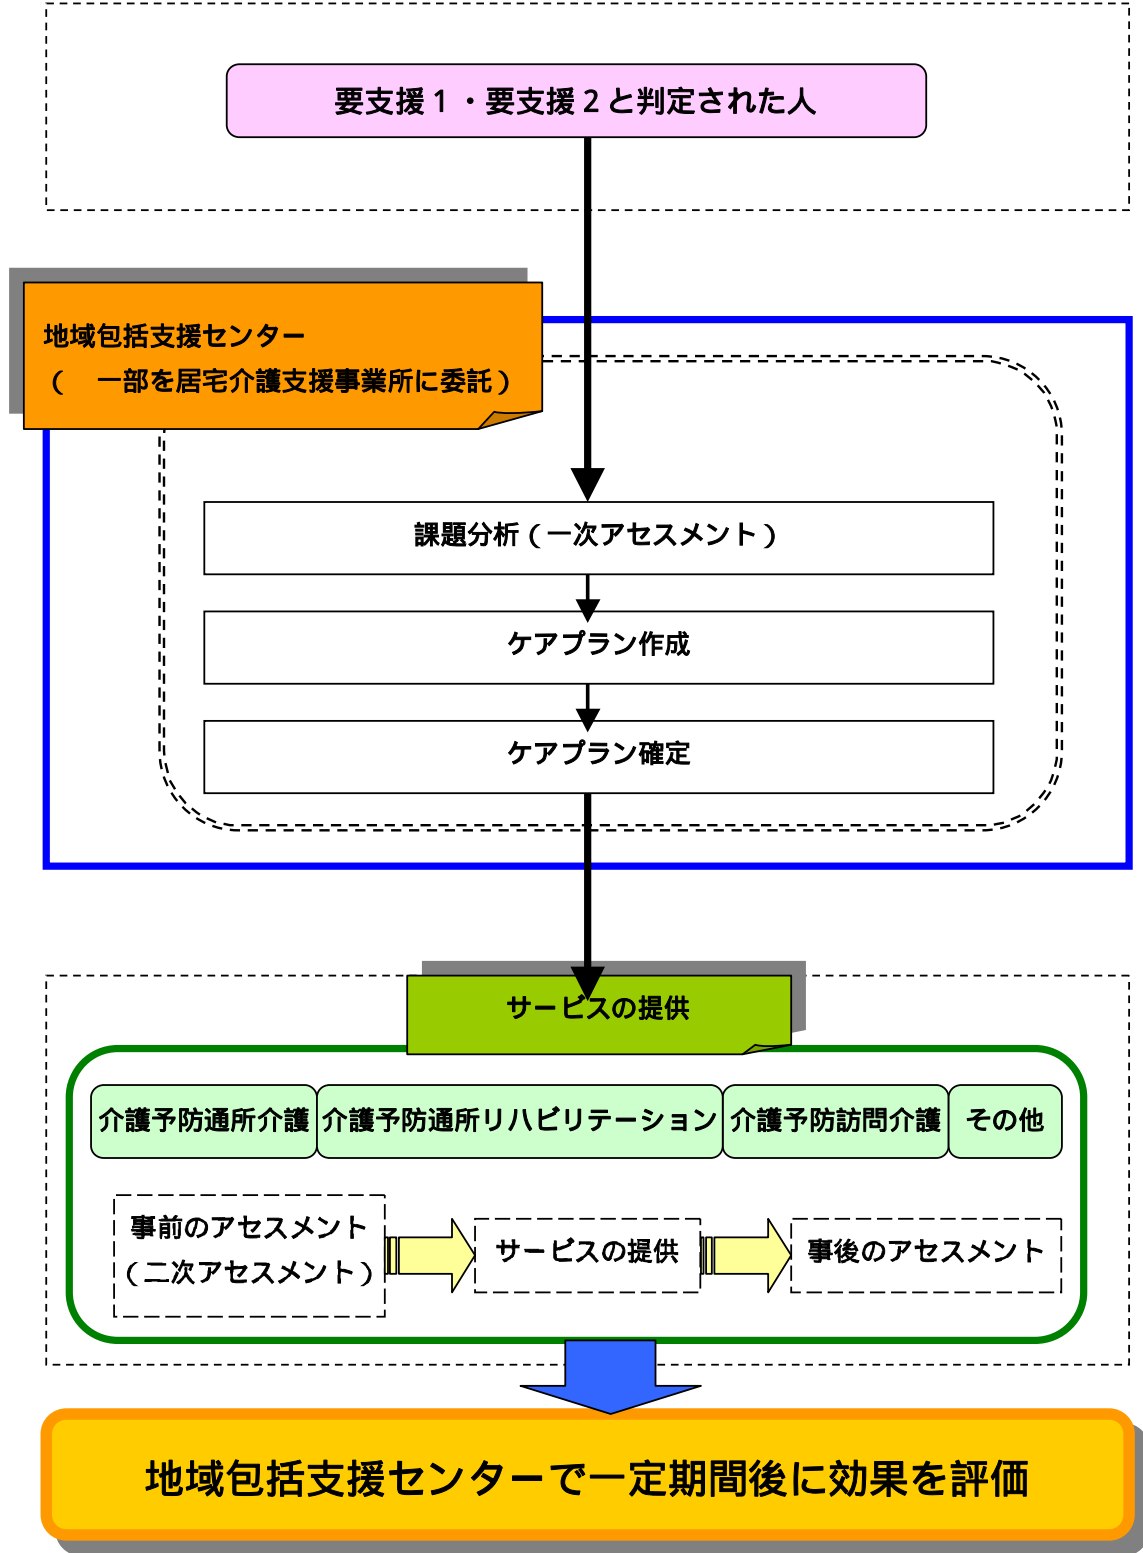 要支援1・要支援2と判定された人
地域包括支援センター
(　一部を居宅介護支援事業所に委託)
課題分析(一次アセスメント)
ケアプラン作成
ケアプラン確定
サービスの提供
介護予防通所介護
介護予防通所リハビリテーション
介護予防訪問介護
その他
事前のアセスメント
(二次アセスメント)
サービスの提供
事後のアセスメント
地域包括支援センターで一定期間後に効果を評価